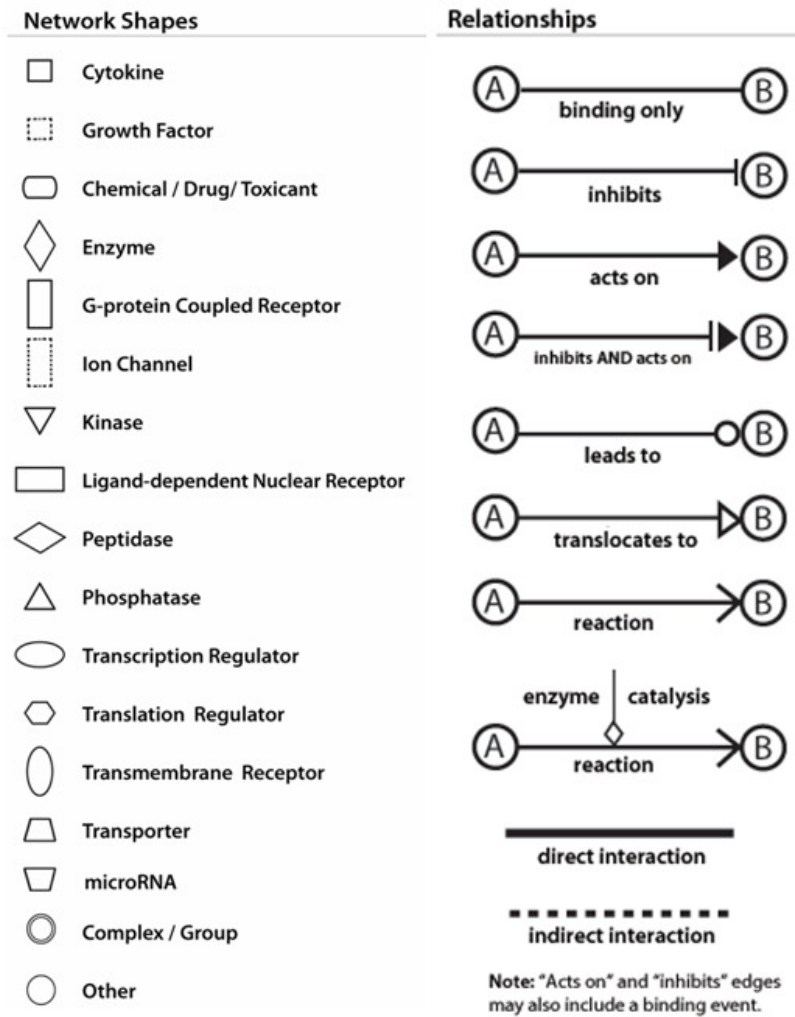 Network Shapes
Cytokine
Growth Factor
Chemical / Drug/ Toxicant
Enzyme
G-protein Coupled Receptor
Ion Channel
Kinase
Ligand-dependent Nuclear Receptor
Peptidase
Phosphatase
Transcription Regulator
Translation Regulator
Transmembrane Receptor
Transporter
microRNA
Complex / Group
Other
Relationships
A B
binding only
A B
inhibits
A B
acts on
A B
inhibits AND acts on
A B
leads to
A B
translocates to
A B
reaction
enzyme catalysis
A B
reaction
direct interaction
indirect interaction
Note: "Acts on" and "inhibits" edges
may also include a binding event.